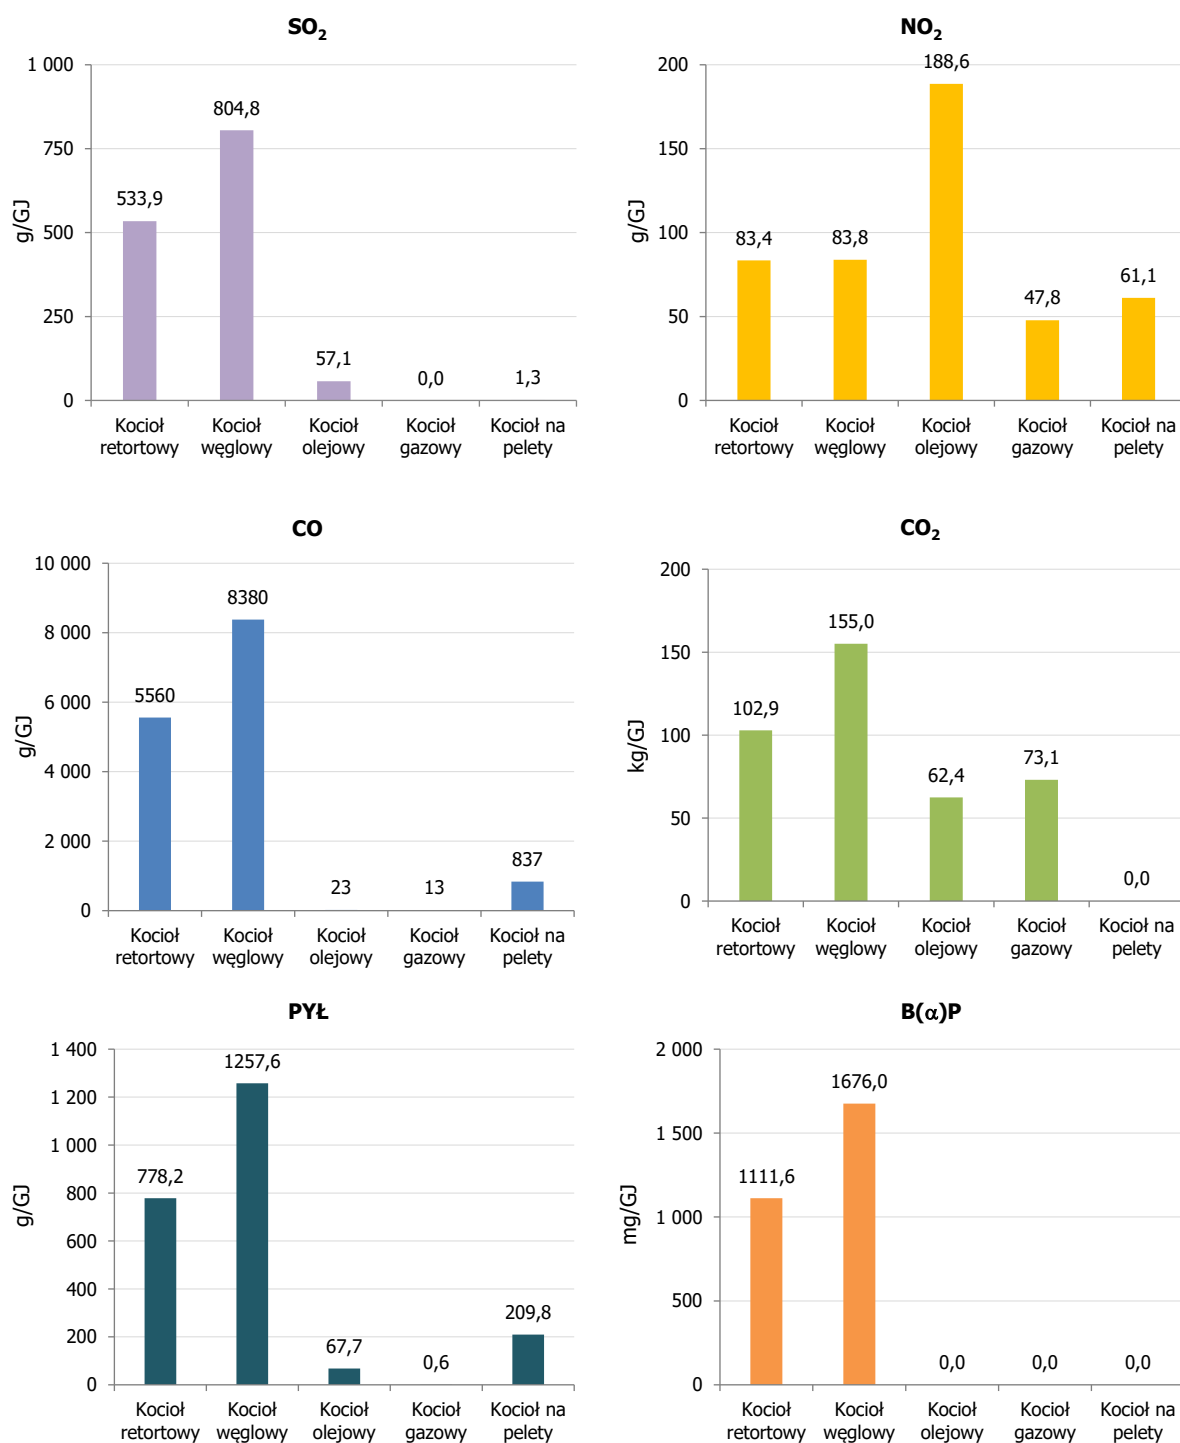 SO₂
1 000
750
500
250
0
g/GJ
533,9
804,8
57,1
0,0
1,3
Kocioł retortowy
Kocioł węglowy
Kocioł olejowy
Kocioł gazowy
Kocioł na pelety
NO₂
200
150
100
50
0
g/GJ
83,4
83,8
188,6
47,8
61,1
Kocioł retortowy
Kocioł węglowy
Kocioł olejowy
Kocioł gazowy
Kocioł na pelety
CO
10 000
8 000
6 000
4 000
2 000
0
g/GJ
5560
8380
23
13
837
Kocioł retortowy
Kocioł węglowy
Kocioł olejowy
Kocioł gazowy
Kocioł na pelety
CO₂
200
150
100
50
0
kg/GJ
102,9
155,0
62,4
73,1
0,0
Kocioł retortowy
Kocioł węglowy
Kocioł olejowy
Kocioł gazowy
Kocioł na pelety
PYŁ
1 400
1 200
1 000
800
600
400
200
0
g/GJ
778,2
1257,6
67,7
0,6
209,8
Kocioł retortowy
Kocioł węglowy
Kocioł olejowy
Kocioł gazowy
Kocioł na pelety
B(α)P
2 000
1 500
1 000
500
0
mg/GJ
1111,6
1676,0
0,0
0,0
0,0
Kocioł retortowy
Kocioł węglowy
Kocioł olejowy
Kocioł gazowy
Kocioł na pelety